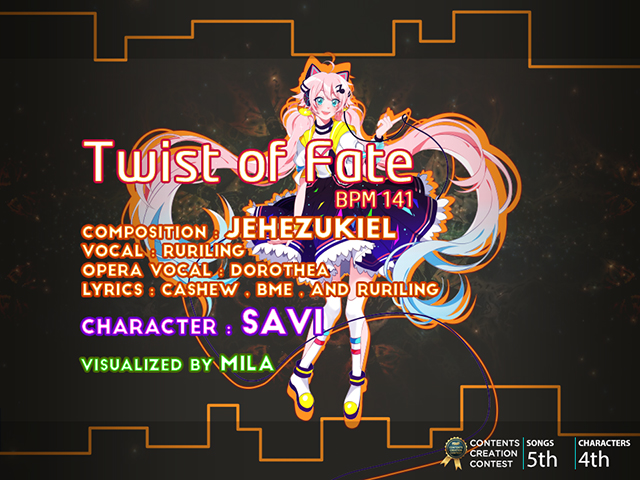 Twist of Fate
BPM 141
COMPOSITION : JEHEZUKIEL
VOCAL : RURILING
OPERA VOCAL : DOROTHEA
LYRICS : CASHEW , BME , AND RURILING
CHARACTER : SAVI
VISUALIZED BY MILA
CONTENTS
CREATION
CONTEST
SONGS
5th
CHARACTERS
4th